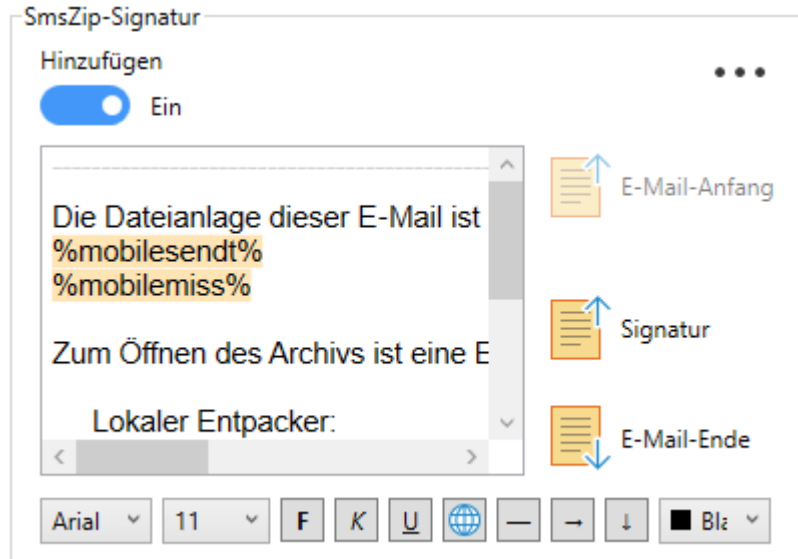 SmsZip-Signatur
Hinzufügen
Ein
Die Dateianlage dieser E-Mail ist
%mobilesendt%
%mobilemiss%
Zum Öffnen des Archivs ist eine E
Lokaler Entpacker:
E-Mail-Anfang
Signatur
E-Mail-Ende
Arial 11 F K U Bla